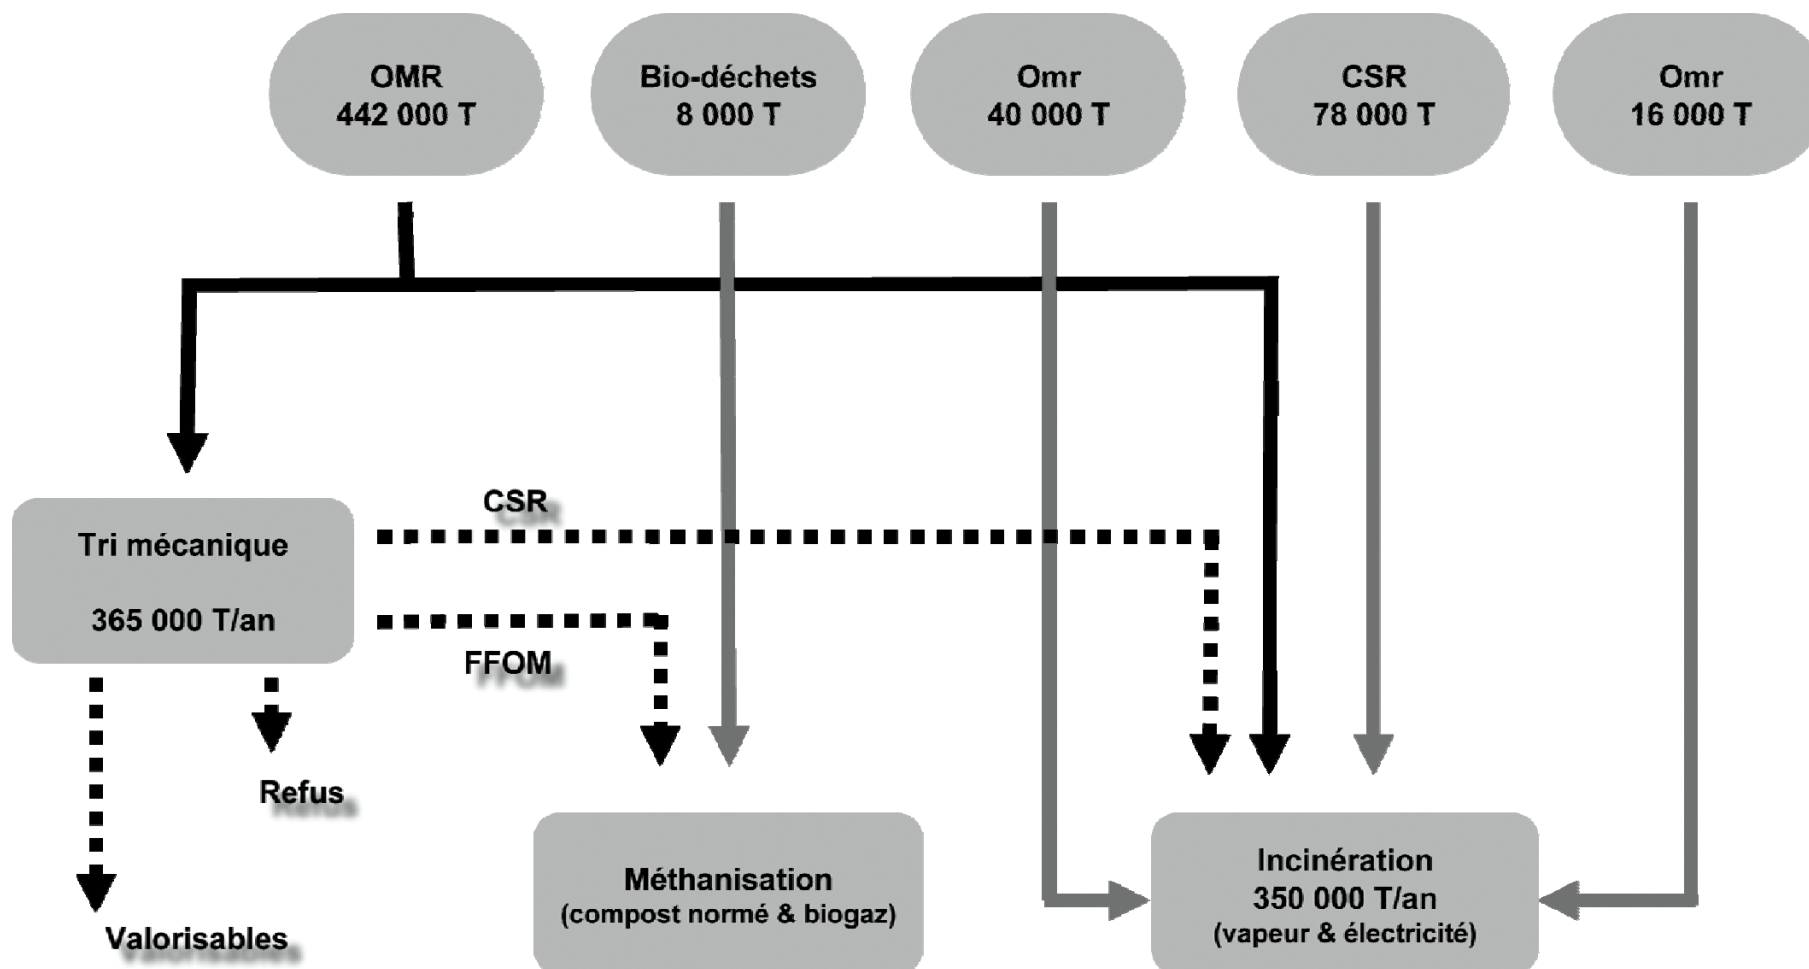 OMR
442 000 T
Bio-déchets
8 000 T
Omr
40 000 T
CSR
78 000 T
Omr
16 000 T
CSR
Tri mécanique
365 000 T/an
FFOM
Refus
Valorisables
Méthanisation
(compost normé & biogaz)
Incinération
350 000 T/an
(vapeur & électricité)